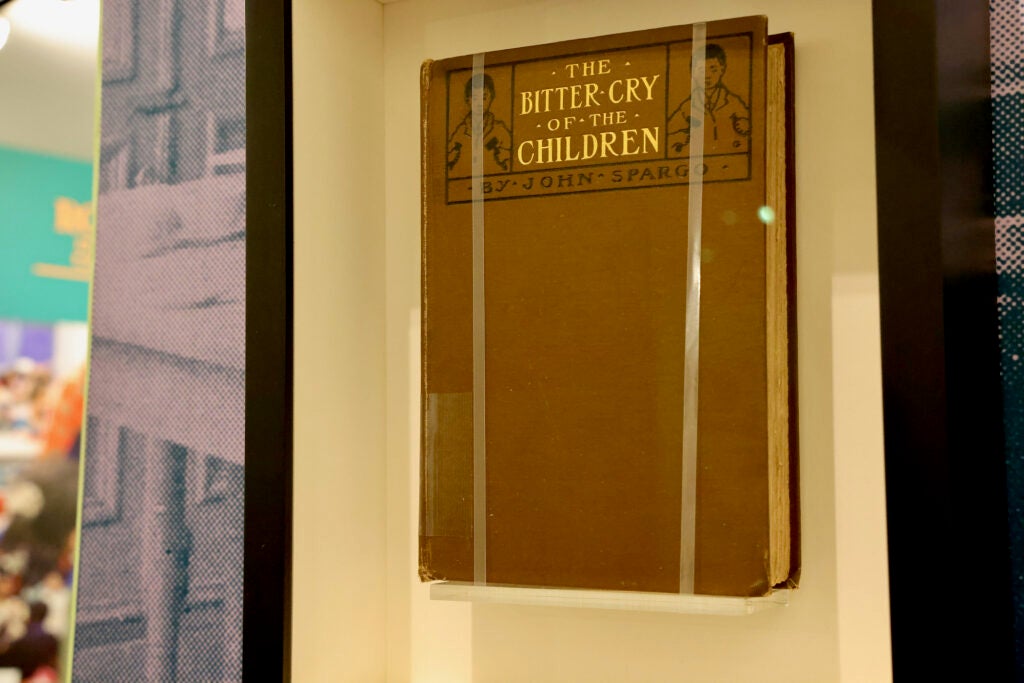 · THE ·
BITTER·CRY
· OF · THE ·
CHILDREN
· BY · JOHN · SPARGO ·